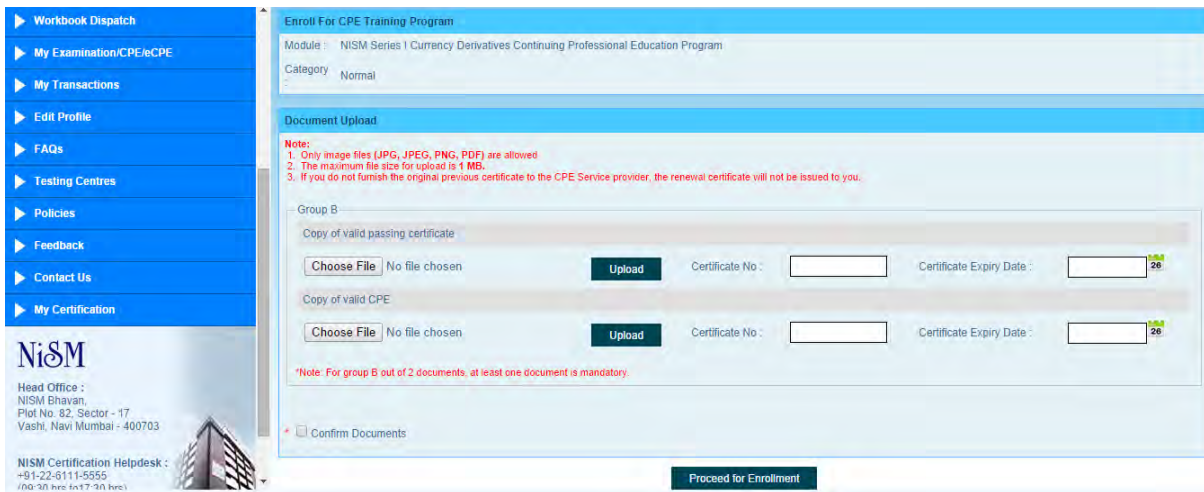 Workbook Dispatch
My Examination/CPE/eCPE
My Transactions
Edit Profile
FAQs
Testing Centres
Policies
Feedback
Contact Us
My Certification
NiSM
Head Office :
NISM Bhavan,
Plot No. 82, Sector - 17
Vashi, Navi Mumbai - 400703
NISM Certification Helpdesk :
+91-22-6111-5555
(09:30 hrs to17:30 hrs)
Enroll For CPE Training Program
Module : NISM Series I Currency Derivatives Continuing Professional Education Program
Category : Normal
Document Upload
Note:
1. Only image files (JPG, JPEG, PNG, PDF) are allowed
2. The maximum file size for upload is 1 MB.
3. If you do not furnish the original previous certificate to the CPE Service provider, the renewal certificate will not be issued to you.
Group B
Copy of valid passing certificate
Choose File No file chosen Upload Certificate No : Certificate Expiry Date : 26
Copy of valid CPE
Choose File No file chosen Upload Certificate No : Certificate Expiry Date : 26
*Note: For group B out of 2 documents, at least one document is mandatory.
* Confirm Documents
Proceed for Enrollment